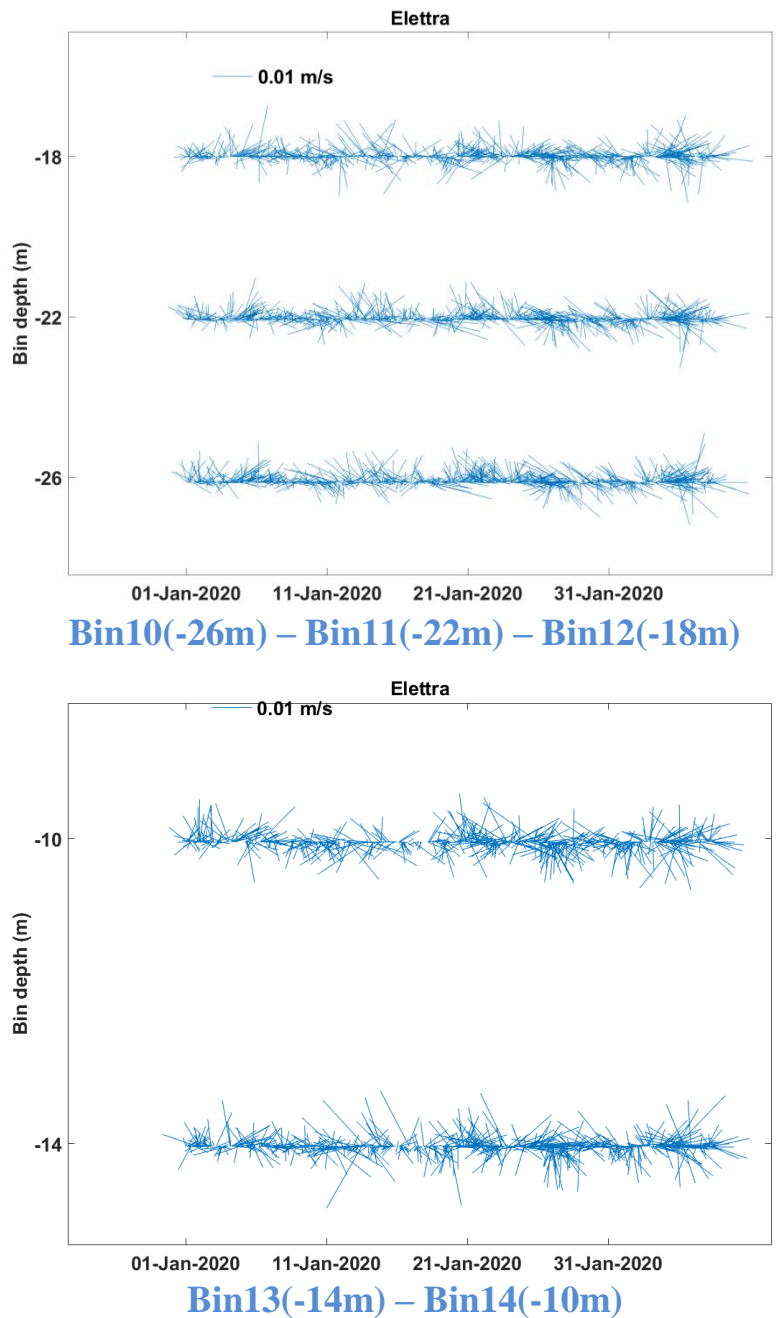 Elettra
0.01 m/s
-18
-22
-26
Bin depth (m)
01-Jan-2020 11-Jan-2020 21-Jan-2020 31-Jan-2020
Bin10(-26m) – Bin11(-22m) – Bin12(-18m)
Elettra
0.01 m/s
-10
-14
Bin depth (m)
01-Jan-2020 11-Jan-2020 21-Jan-2020 31-Jan-2020
Bin13(-14m) – Bin14(-10m)